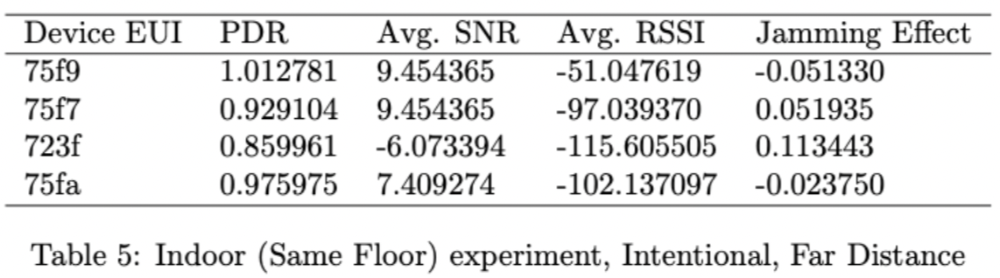 Device EUI PDR Avg. SNR Avg. RSSI Jamming Effect
75f9 1.012781 9.454365 -51.047619 -0.051330
75f7 0.929104 9.454365 -97.039370 0.051935
723f 0.859961 -6.073394 -115.605505 0.113443
75fa 0.975975 7.409274 -102.137097 -0.023750
Table 5: Indoor (Same Floor) experiment, Intentional, Far Distance